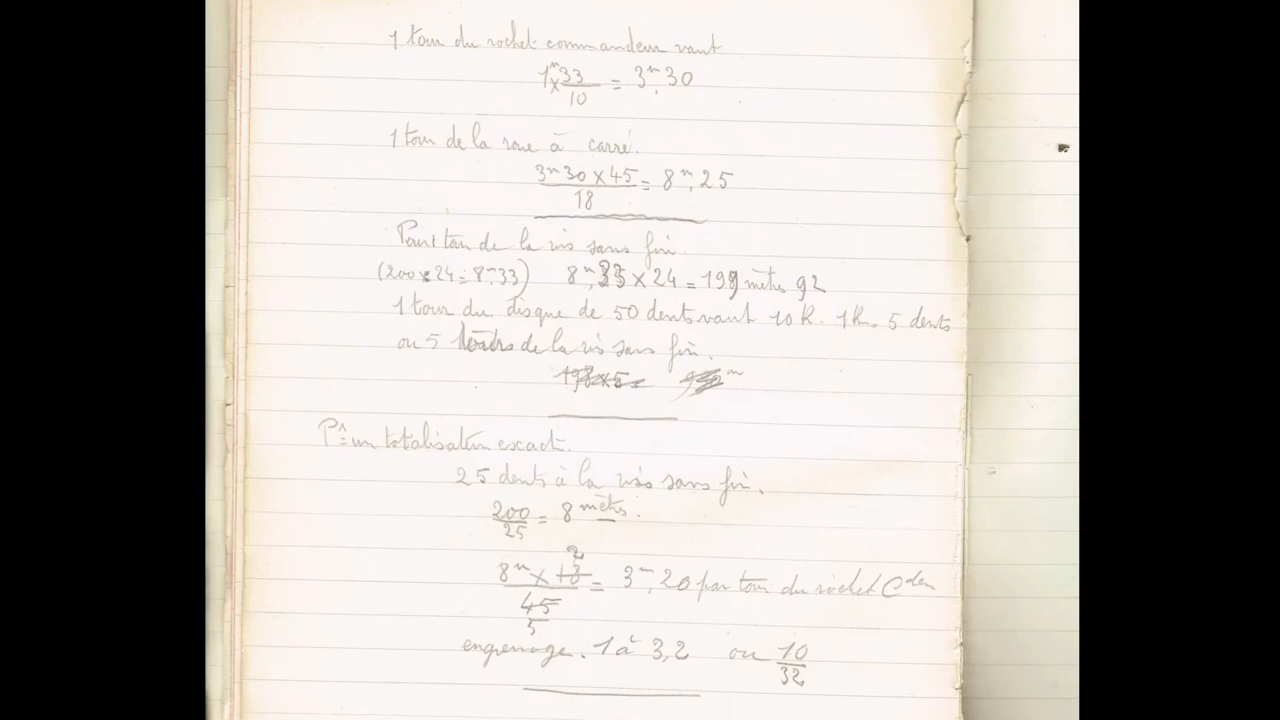 1 tour du rochet commandeur vaut
1m x 33 / 10 = 3m,30
1 tour de la roue à carré.
3m30 x 45 / 18 = 8m,25
Pour 1 tour de la vis sans fin.
(200 : 24 = 8m33) 8m,33 x 24 = 199 mètres 92
1 tour du disque de 50 dents vaut 10 K. 1 Km = 5 dents
ou 5 tours de la vis sans fin.
Pr un totalisateur exact.
25 dents à la vis sans fin.
200 / 25 = 8 mètres.
2
8m x 18 / 45 = 3m,20 par tour du rochet Cdeur
5
engrenage. 1 à 3,2 ou 10 / 32